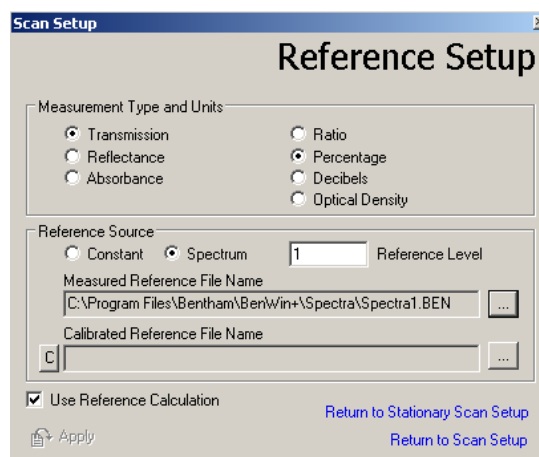 Scan Setup
Reference Setup
Measurement Type and Units
Transmission
Ratio
Reflectance
Percentage
Absorbance
Decibels
Optical Density
Reference Source
Constant
Spectrum
1
Reference Level
Measured Reference File Name
C:\Program Files\Bentham\BenWin+\Spectra\Spectra1.BEN
...
Calibrated Reference File Name
C
...
Use Reference Calculation
Return to Stationary Scan Setup
Apply
Return to Scan Setup